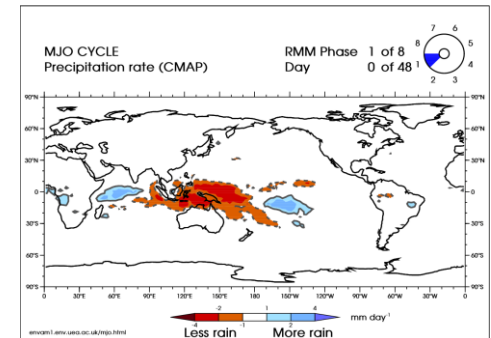 7 6
8 5
1 4
2 3
MJO CYCLE RMM Phase 1 of 8
Precipitation rate (CMAP) Day 0 of 48
90°N 90°N
60°N 60°N
30°N 30°N
0 0
30°S 30°S
60°S 60°S
90°S 90°S
0 30°E 60°E 90°E 120°E 150°E 180 150°W 120°W 90°W 60°W 30°W 0
-4 -2 -1 1 2 4 mm day⁻¹
Less rain More rain
envam1.env.uea.ac.uk/mjo.html